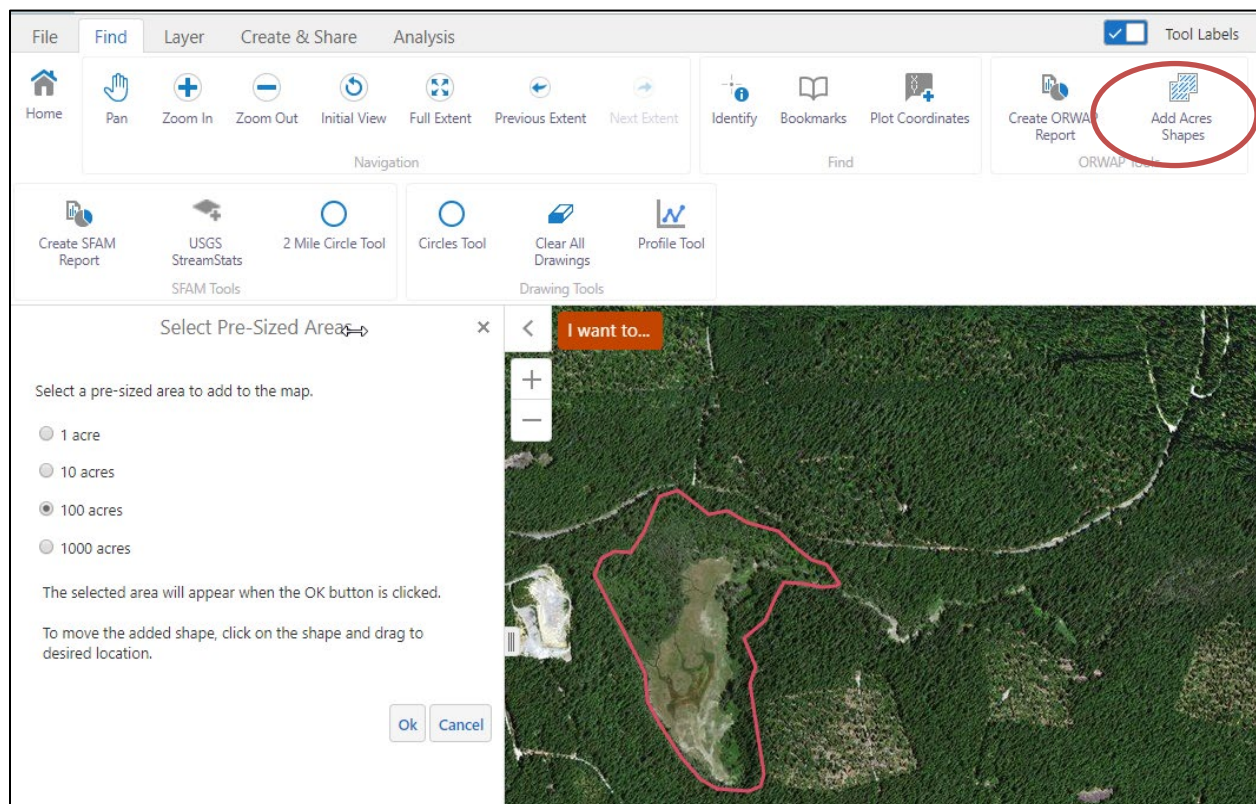 File Find Layer Create & Share Analysis Tool Labels
Home Pan Zoom In Zoom Out Initial View Full Extent Previous Extent Next Extent Identify Bookmarks Plot Coordinates Create ORWAP Add Acres
Report Shapes
Navigation Find ORWAP Tools
Create SFAM USGS 2 Mile Circle Tool Circles Tool Clear All Profile Tool
Report StreamStats Drawings
SFAM Tools Drawing Tools
Select Pre-Sized Areas
I want to...
Select a pre-sized area to add to the map.
1 acre
10 acres
100 acres
1000 acres
The selected area will appear when the OK button is clicked.
To move the added shape, click on the shape and drag to
desired location.
Ok Cancel